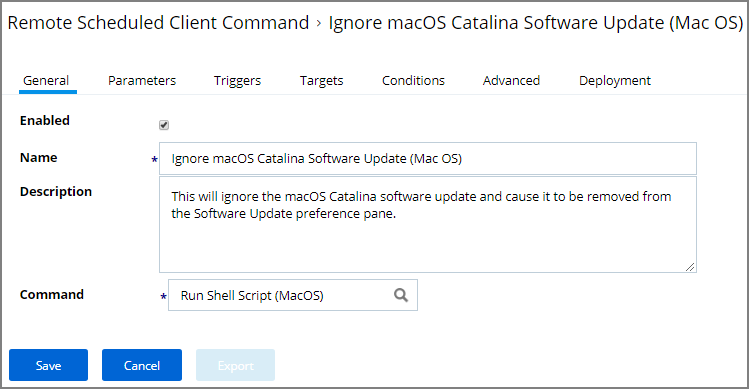 Remote Scheduled Client Command › Ignore macOS Catalina Software Update (Mac OS)
General Parameters Triggers Targets Conditions Advanced Deployment
Enabled
Name * Ignore macOS Catalina Software Update (Mac OS)
Description This will ignore the macOS Catalina software update and cause it to be removed from
the Software Update preference pane.
Command * Run Shell Script (MacOS)
Save Cancel Export